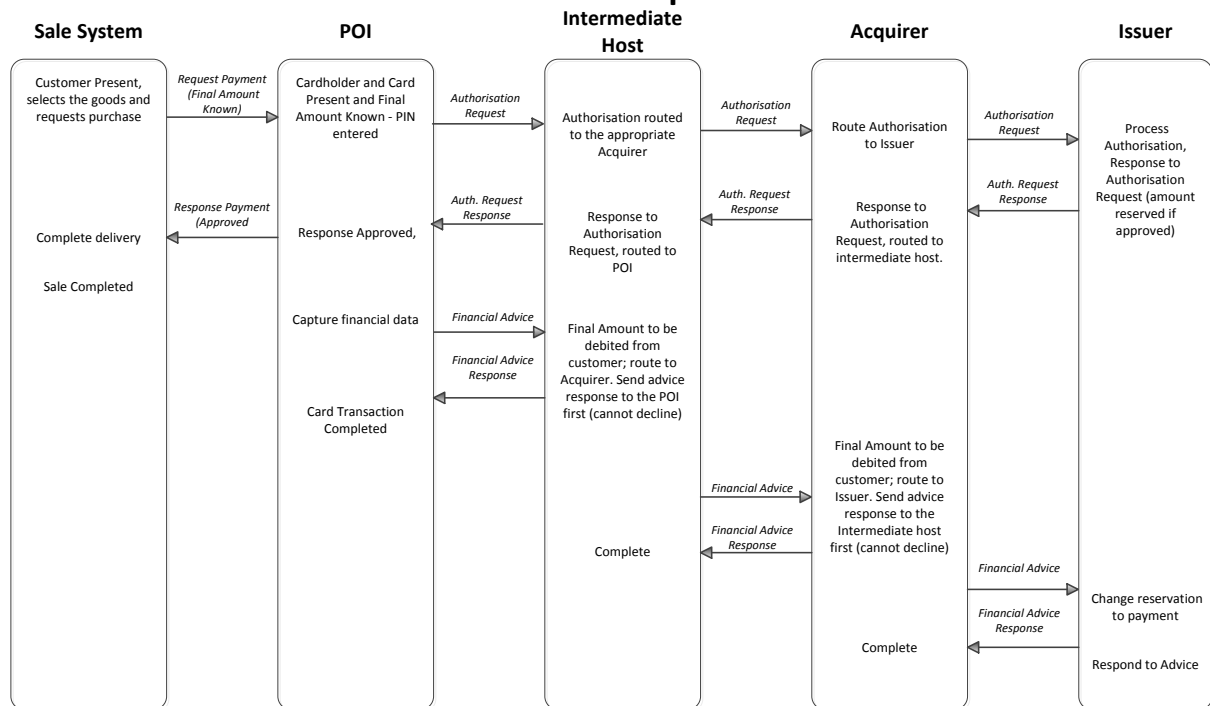 Sale System
POI
Intermediate
Host
Acquirer
Issuer
Customer Present,
selects the goods and
requests purchase
Request Payment
(Final Amount
Known)
Cardholder and Card
Present and Final
Amount Known - PIN
entered
Authorisation
Request
Authorisation routed
to the appropriate
Acquirer
Authorisation
Request
Route Authorisation
to Issuer
Authorisation
Request
Process
Authorisation,
Response to
Authorisation
Request (amount
reserved if
approved)
Auth. Request
Response
Response to
Authorisation
Request, routed to
intermediate host.
Auth. Request
Response
Response to
Authorisation
Request, routed to
POI
Auth. Request
Response
Response Approved,
Response Payment
(Approved
Complete delivery
Sale Completed
Capture financial data
Financial Advice
Final Amount to be
debited from
customer; route to
Acquirer. Send advice
response to the POI
first (cannot decline)
Financial Advice
Response
Card Transaction
Completed
Financial Advice
Final Amount to be
debited from
customer; route to
Issuer. Send advice
response to the
Intermediate host
first (cannot decline)
Financial Advice
Response
Complete
Financial Advice
Change reservation
to payment
Financial Advice
Response
Complete
Respond to Advice